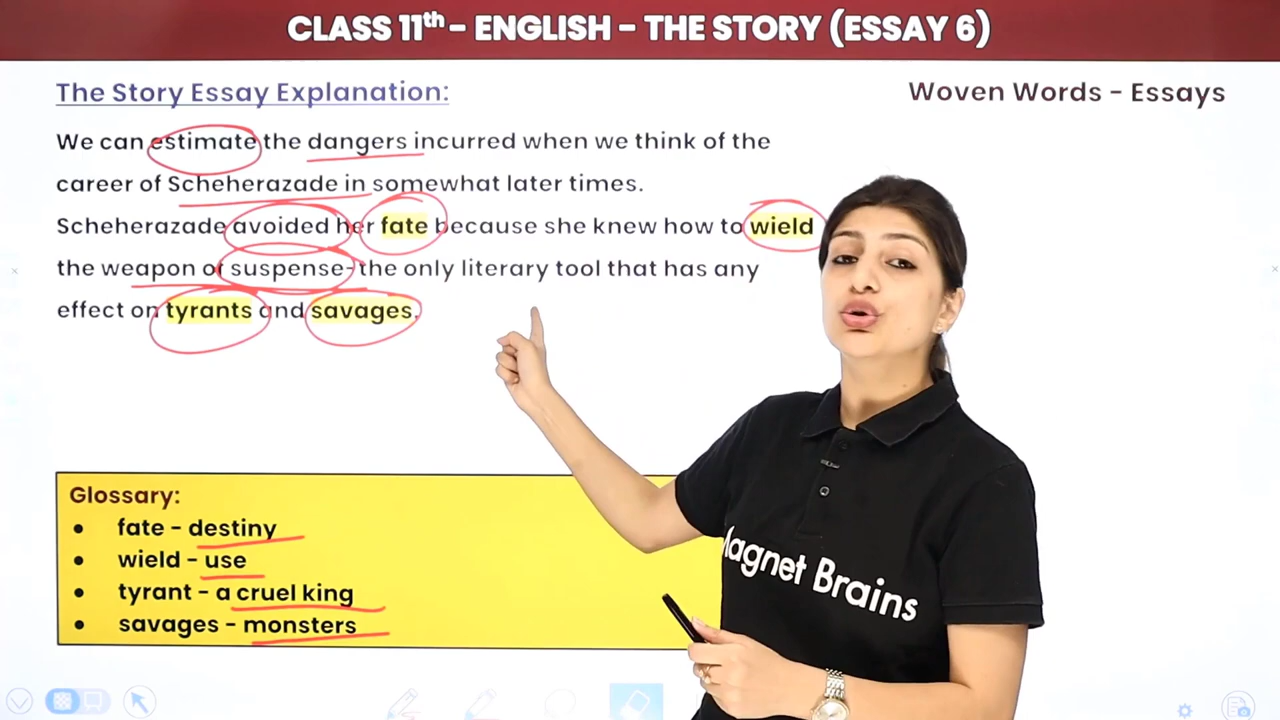 CLASS 11th - ENGLISH - THE STORY (ESSAY 6)
The Story Essay Explanation:
Woven Words - Essays
We can estimate the dangers incurred when we think of the
career of Scheherazade in somewhat later times.
Scheherazade avoided her fate because she knew how to wield
the weapon of suspense- the only literary tool that has any
effect on tyrants and savages.
Glossary:
• fate - destiny
• wield - use
• tyrant - a cruel king
• savages - monsters
Magnet Brains